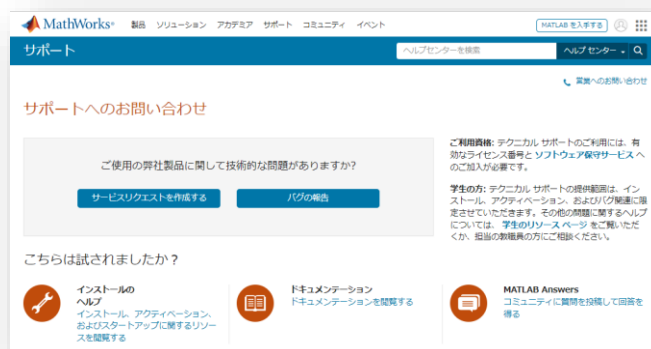 MathWorks® 製品 ソリューション アカデミア サポート コミュニティ イベント MATLAB を入手する
サポート ヘルプセンターを検索 ヘルプ センター
営業へのお問い合わせ
サポートへのお問い合わせ
ご使用の弊社製品に関して技術的な問題がありますか?
サービスリクエストを作成する バグの報告
ご利用資格: テクニカル サポートのご利用には、有
効なライセンス番号と ソフトウェア保守サービス へ
のご加入が必要です。
学生の方: テクニカル サポートの提供範囲は、イン
ストール、アクティベーション、およびバグ関連に限
定させていただきます。その他の問題に関するヘルプ
については、 学生のリソース ページ をご覧いただ
くか、担当の教職員の方にご相談ください。
こちらは試されましたか?
インストールの
ヘルプ
インストール、アクティベーション、
およびスタートアップに関するリソー
スを閲覧する
ドキュメンテーション
ドキュメンテーションを閲覧する
MATLAB Answers
コミュニティに質問を投稿して回答を
得る